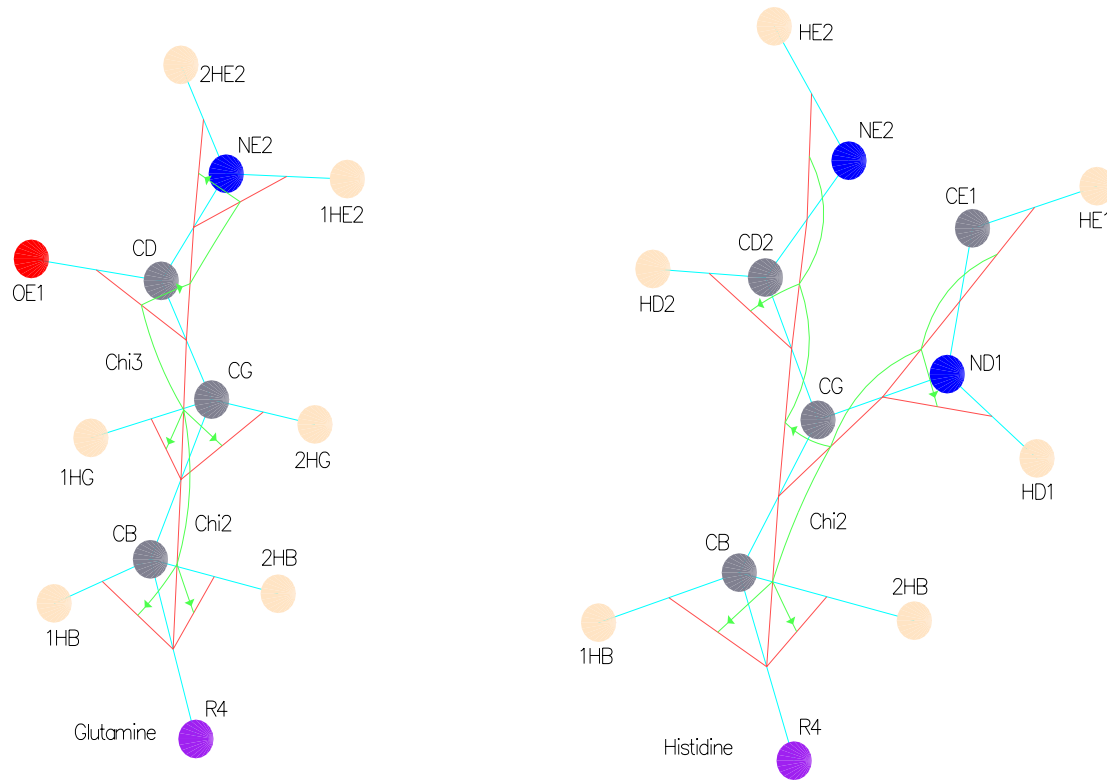 2HE2
NE2
1HE2
CD
OE1
Chi3
CG
1HG
2HG
Chi2
CB
2HB
1HB
R4
Glutamine
HE2
NE2
CE1
HE1
CD2
HD2
ND1
CG
HD1
Chi2
CB
2HB
1HB
R4
Histidine